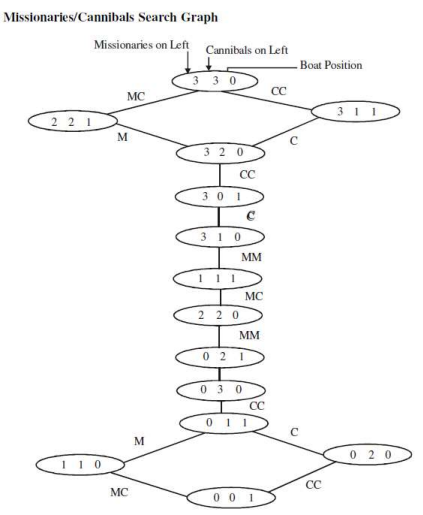 Missionaries/Cannibals Search Graph
Missionaries on Left
Cannibals on Left
Boat Position
3 3 0
MC
CC
2 2 1
3 1 1
M
C
3 2 0
CC
3 0 1
C
3 1 0
MM
1 1 1
MC
2 2 0
MM
0 2 1
0 3 0
CC
0 1 1
M
C
1 1 0
0 2 0
MC
CC
0 0 1